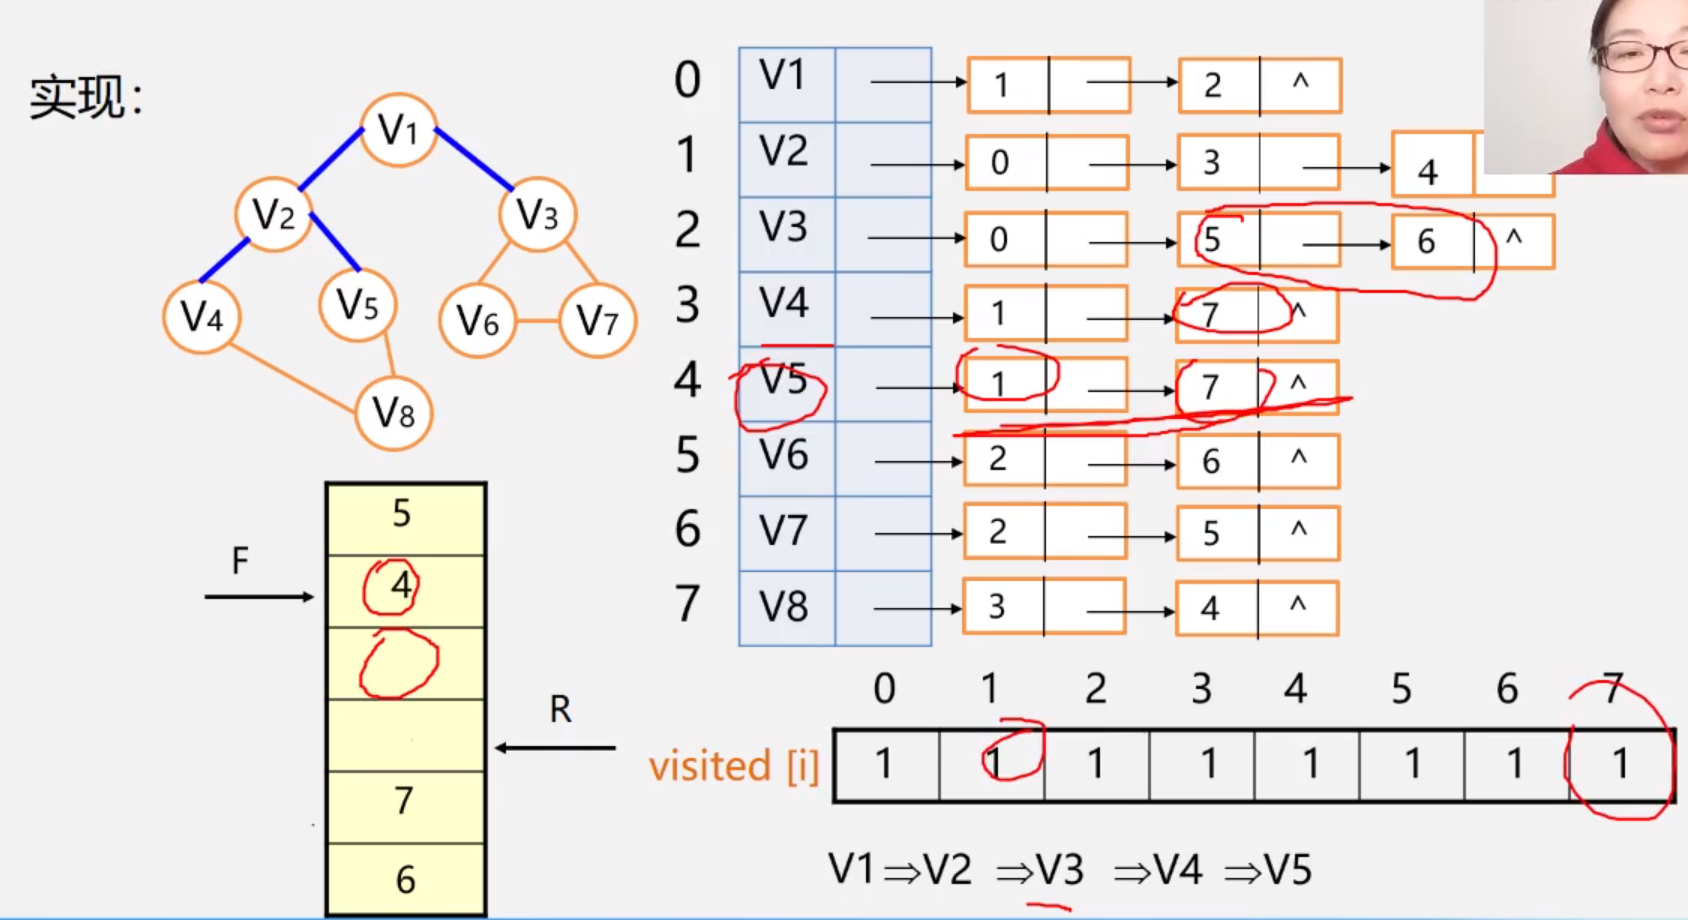 实现：
V1
V2 V3
V4 V5 V6 V7
V8
0 V1 1 2 ^
1 V2 0 3 4
2 V3 0 5 6 ^
3 V4 1 7 ^
4 V5 1 7 ^
5 V6 2 6 ^
6 V7 2 5 ^
7 V8 3 4 ^
5
F 4
R
7
6
0 1 2 3 4 5 6 7
visited [i] 1 1 1 1 1 1 1 1
V1⇒V2 ⇒V3 ⇒V4 ⇒V5